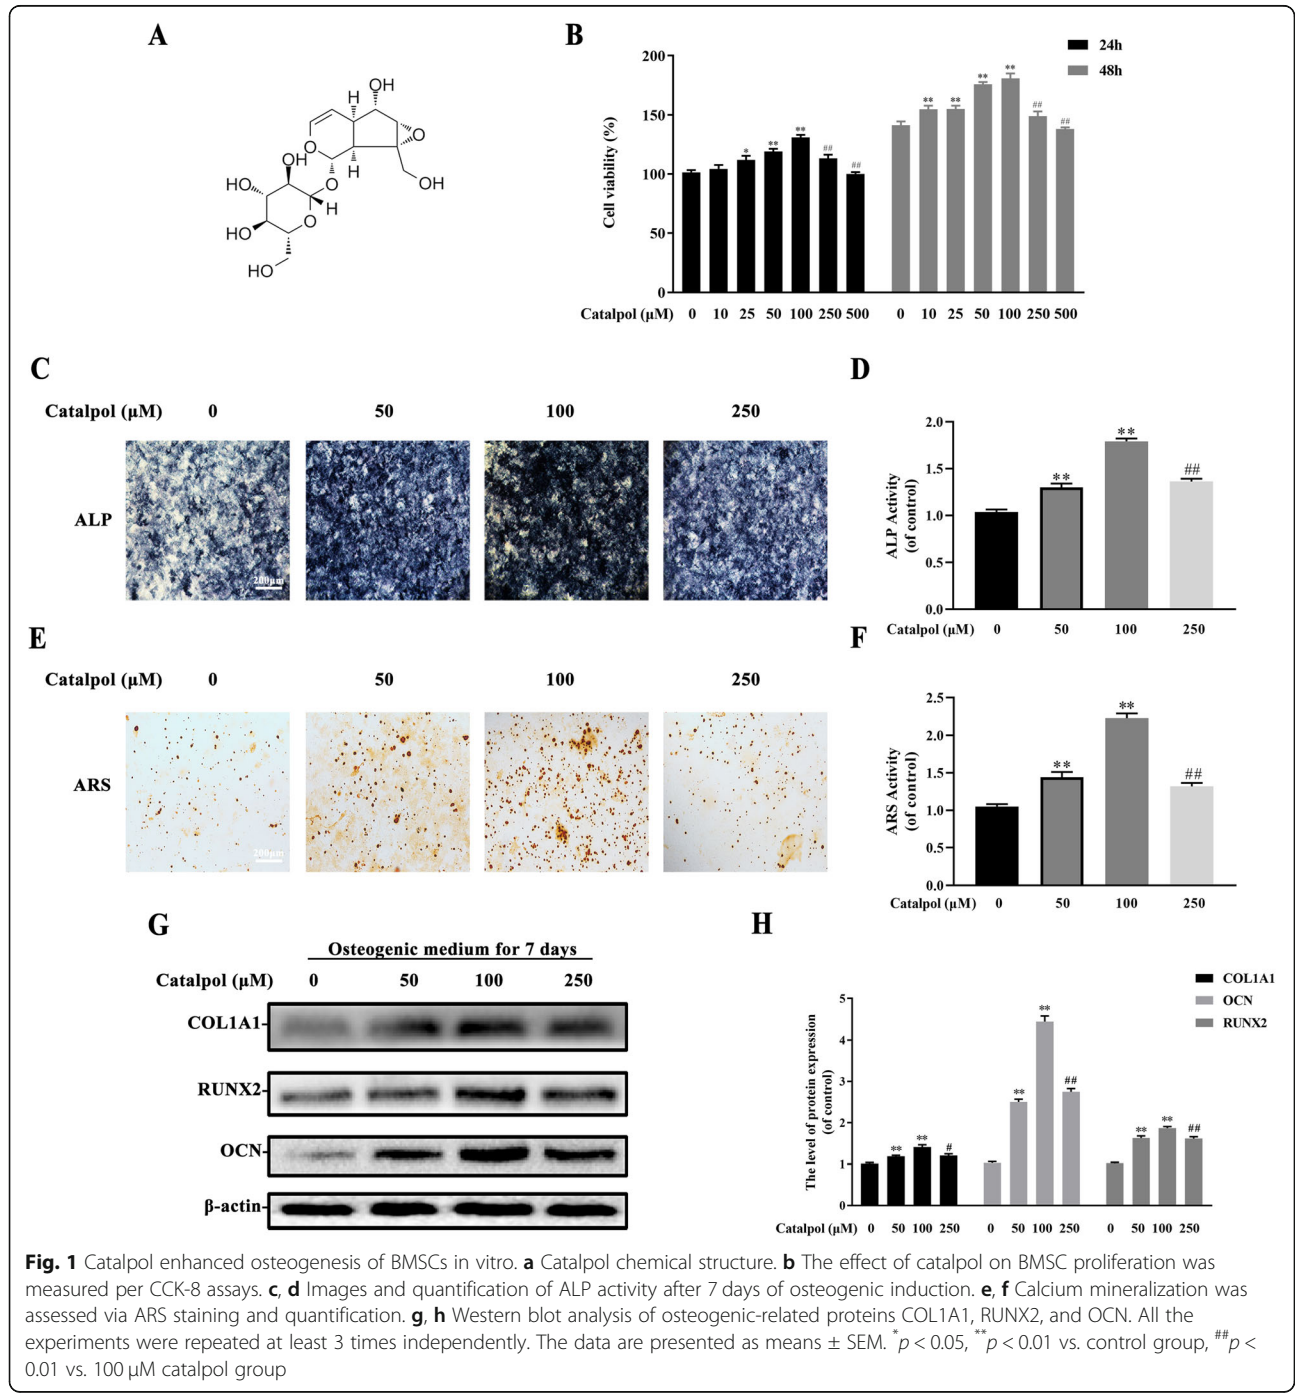 A
OH
H
O
O
OH
H
HO
O
OH
H
HO
O
HO
B
24h
48h
Cell viability (%)
200
150
100
50
0
* ** ** ## ##
** ** ** ** ## ##
Catalpol (μM) 0 10 25 50 100 250 500 0 10 25 50 100 250 500
C
Catalpol (μM) 0 50 100 250
ALP
200μm
D
ALP Activity
(of control)
2.0
1.5
1.0
0.5
0.0
** ** ##
Catalpol (μM) 0 50 100 250
E
Catalpol (μM) 0 50 100 250
ARS
200μm
F
ARS Activity
(of control)
2.5
2.0
1.5
1.0
0.5
0.0
** ** ##
Catalpol (μM) 0 50 100 250
G
Osteogenic medium for 7 days
Catalpol (μM) 0 50 100 250
COL1A1
RUNX2
OCN
β-actin
H
COL1A1
OCN
RUNX2
The level of protein expression
(of control)
5
4
3
2
1
0
** ** # ** ** ## ** ** ##
Catalpol (μM) 0 50 100 250 0 50 100 250 0 50 100 250
Fig. 1 Catalpol enhanced osteogenesis of BMSCs in vitro. a Catalpol chemical structure. b The effect of catalpol on BMSC proliferation was
measured per CCK-8 assays. c, d Images and quantification of ALP activity after 7 days of osteogenic induction. e, f Calcium mineralization was
assessed via ARS staining and quantification. g, h Western blot analysis of osteogenic-related proteins COL1A1, RUNX2, and OCN. All the
experiments were repeated at least 3 times independently. The data are presented as means ± SEM. *p < 0.05, **p < 0.01 vs. control group, ##p <
0.01 vs. 100 μM catalpol group